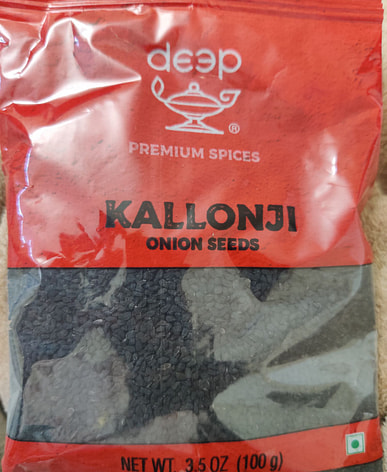 deep
®
PREMIUM SPICES
KALLONJI
ONION SEEDS
NET WT. 3.5 OZ (100 g)